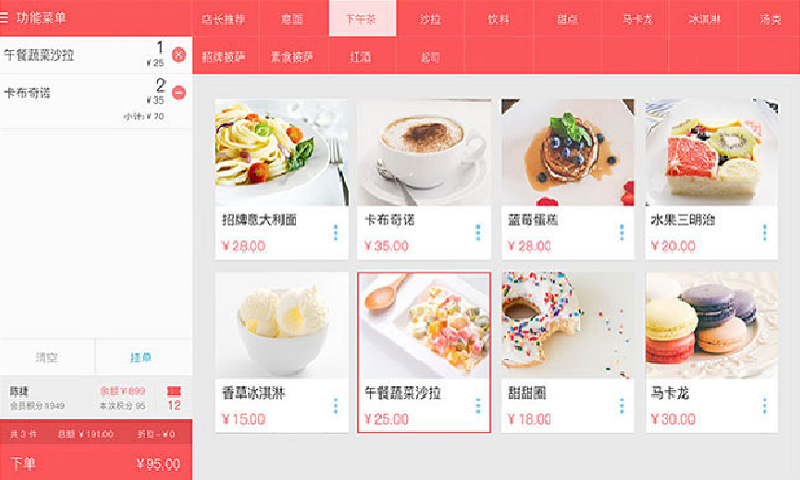 功能菜单
店长推荐 意面 下午茶 沙拉 饮料 甜点 马卡龙 冰淇淋 汤类
招牌披萨 素食披萨 红酒 起司
午餐蔬菜沙拉 1
¥25
卡布奇诺 2
¥35
小计:¥70
清空 挂单
陈 余额¥899
会员积分1949 本次积分 95 12
共 3 件 总额 ¥191.00 折扣 -¥0
下单 ¥95.00
招牌意大利面 卡布奇诺 蓝莓蛋糕 水果三明治
¥28.00 ¥35.00 ¥28.00 ¥20.00
香草冰淇淋 午餐蔬菜沙拉 甜甜圈 马卡龙
¥15.00 ¥25.00 ¥18.00 ¥30.00